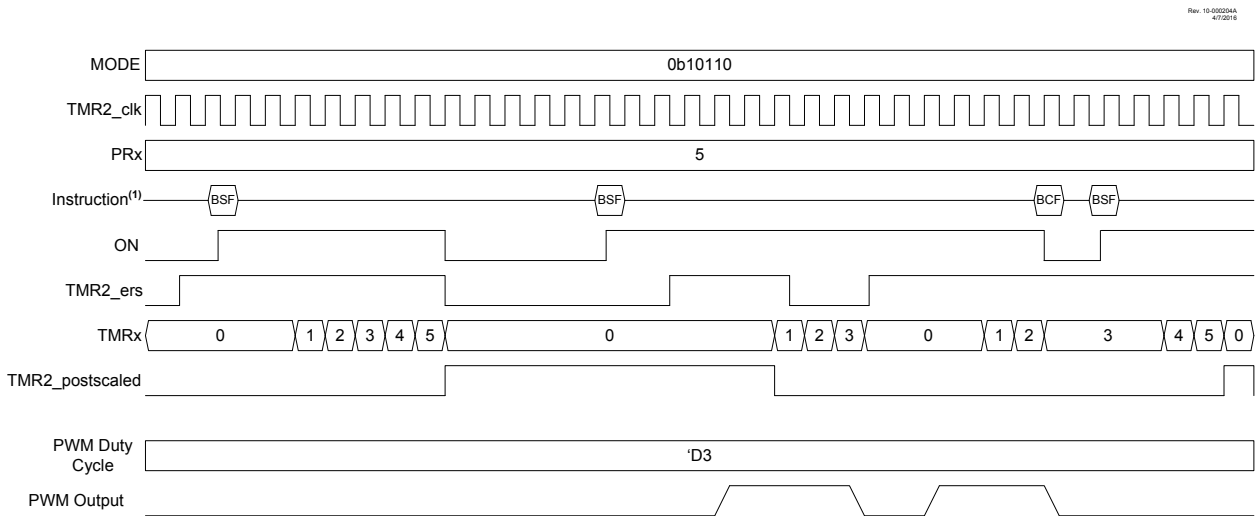 Rev. 10-000204A
4/7/2016
MODE 0b10110
TMR2_clk
PRx 5
Instruction(1) BSF BSF BCF BSF
ON
TMR2_ers
TMRx 0 1 2 3 4 5 0 1 2 3 0 1 2 3 4 5 0
TMR2_postscaled
PWM Duty
Cycle
‘D3
PWM Output